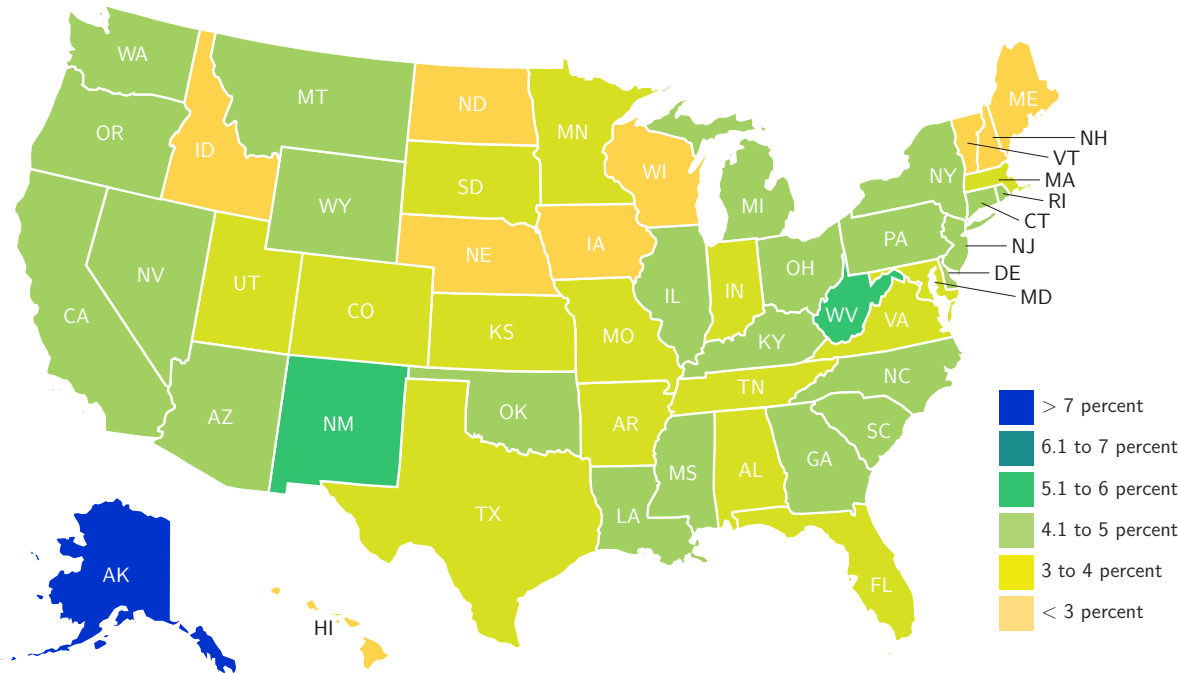 WA
MT
ND
MN
ME
OR
ID
NH
VT
WI
SD
NY
MA
RI
WY
MI
CT
PA
NJ
IA
NE
OH
NV
DE
UT
IN
IL
MD
CO
WV
CA
VA
KS
MO
KY
NC
TN
AZ
NM
OK
AR
SC
GA
MS
AL
TX
LA
AK
FL
HI
> 7 percent
6.1 to 7 percent
5.1 to 6 percent
4.1 to 5 percent
3 to 4 percent
< 3 percent